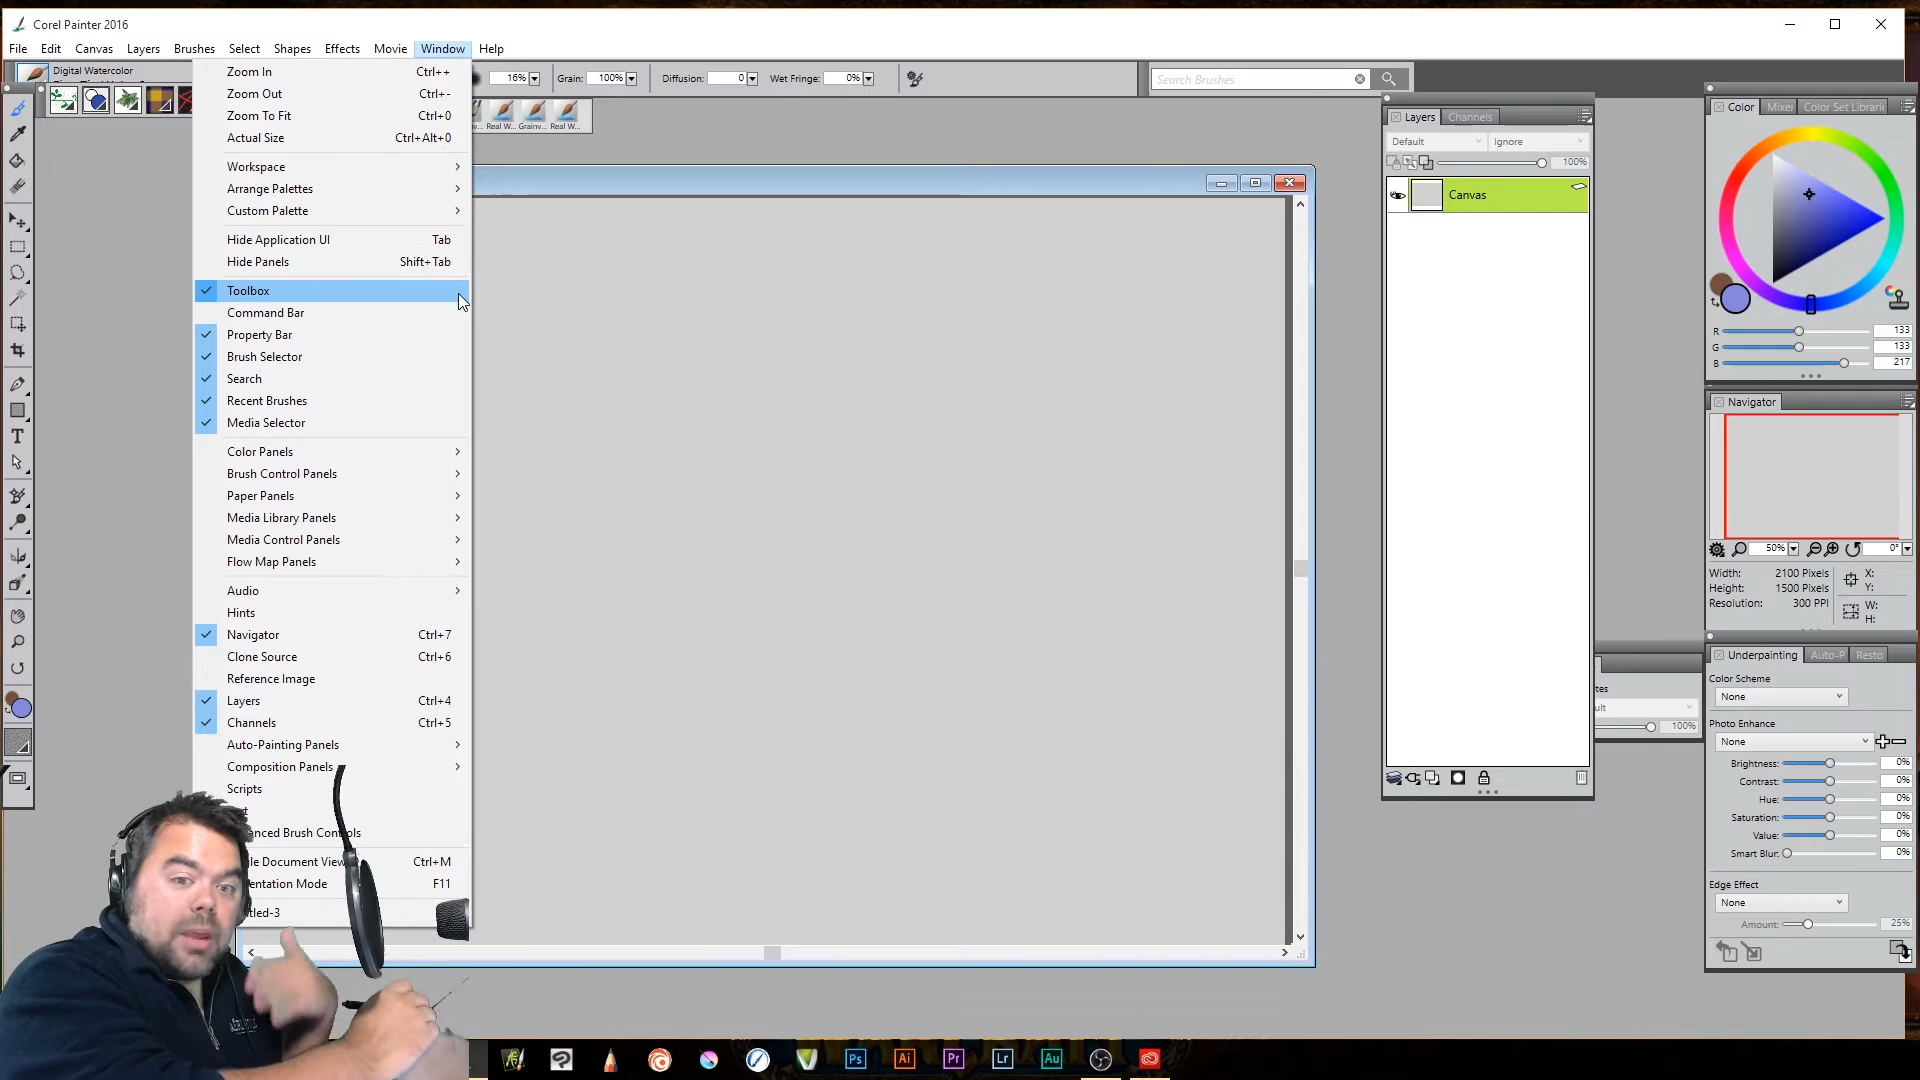 Corel Painter 2016
File Edit Canvas Layers Brushes Select Shapes Effects Movie Window Help
Digital Watercolor
16% Grain: 100% Diffusion: 0 Wet Fringe: 0%
Search Brushes
Real W... Grainv... Real W...
Zoom In Ctrl++
Zoom Out Ctrl+-
Zoom To Fit Ctrl+0
Actual Size Ctrl+Alt+0
Workspace
Arrange Palettes
Custom Palette
Hide Application UI Tab
Hide Panels Shift+Tab
Toolbox
Command Bar
Property Bar
Brush Selector
Search
Recent Brushes
Media Selector
Color Panels
Brush Control Panels
Paper Panels
Media Library Panels
Media Control Panels
Flow Map Panels
Audio
Hints
Navigator Ctrl+7
Clone Source Ctrl+6
Reference Image
Layers Ctrl+4
Channels Ctrl+5
Auto-Painting Panels
Composition Panels
Scripts
anced Brush Controls
le Document View Ctrl+M
entation Mode F11
tled-3
Layers Channels
Default Ignore
100%
Canvas
Color Mixer Color Set Librari
R 133
G 133
B 217
Navigator
50% 0°
Width: 2100 Pixels X:
Height: 1500 Pixels Y:
Resolution: 300 PPI W:
H:
Underpainting Auto-P Resto
Color Scheme
None
Photo Enhance
None
Brightness: 0%
Contrast: 0%
Hue: 0%
Saturation: 0%
Value: 0%
Smart Blur: 0%
Edge Effect
None
Amount: 25%
tes
ult
100%
Ps Ai Pr Lr Au